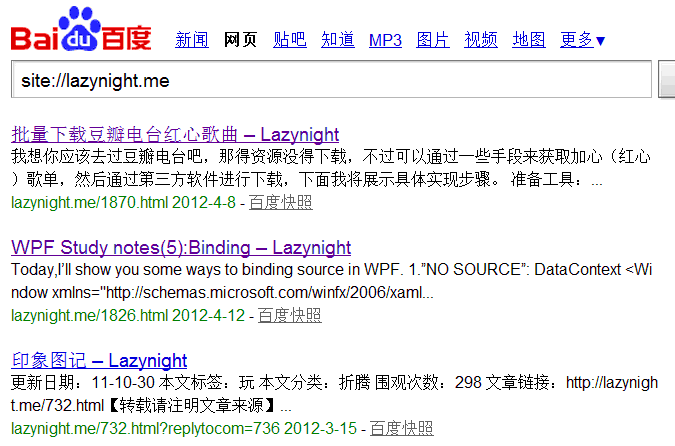 Bai du 百度 新闻 网页 贴吧 知道 MP3 图片 视频 地图 更多▼
site://lazynight.me
批量下载豆瓣电台红心歌曲 – Lazynight
我想你应该去过豆瓣电台吧，那得资源没得下载，不过可以通过一些手段来获取加心（红心
）歌单，然后通过第三方软件进行下载，下面我将展示具体实现步骤。 准备工具：...
lazynight.me/1870.html 2012-4-8 - 百度快照
WPF Study notes(5):Binding – Lazynight
Today,I’ll show you some ways to binding source in WPF. 1.”NO SOURCE”: DataContext <Wi
ndow xmlns="http://schemas.microsoft.com/winfx/2006/xaml...
lazynight.me/1826.html 2012-4-12 - 百度快照
印象图记 – Lazynight
更新日期：11-10-30 本文标签：玩 本文分类：折腾 围观次数：298 文章链接：http://lazynigh
t.me/732.html【转载请注明文章来源】...
lazynight.me/732.html?replytocom=736 2012-3-15 - 百度快照